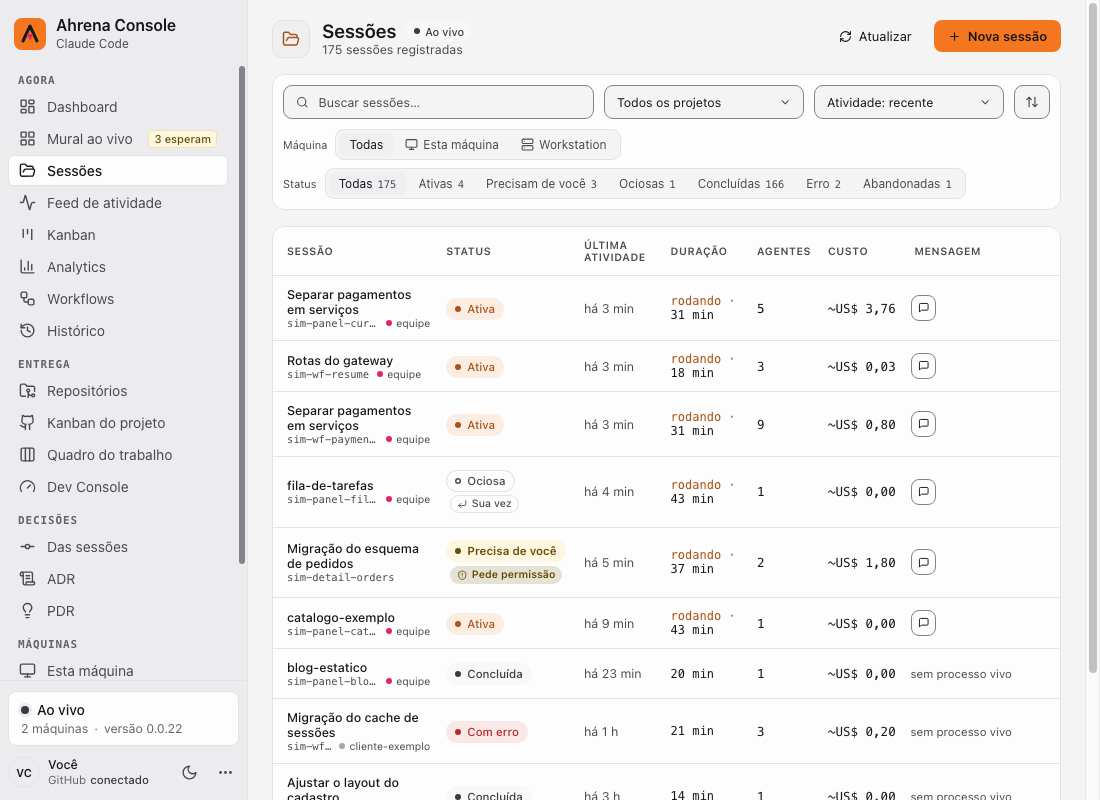 Ahrena Console
Claude Code
AGORA
Dashboard
Mural ao vivo 3 esperam
Sessões
Feed de atividade
Kanban
Analytics
Workflows
Histórico
ENTREGA
Repositórios
Kanban do projeto
Quadro do trabalho
Dev Console
DECISÕES
Das sessões
ADR
PDR
MÁQUINAS
Esta máquina
Ao vivo
2 máquinas · versão 0.0.22
VC
Você
GitHub conectado
Sessões Ao vivo
175 sessões registradas
Atualizar
Nova sessão
Buscar sessões...
Todos os projetos
Atividade: recente
Máquina Todas Esta máquina Workstation
Status Todas 175 Ativas 4 Precisam de você 3 Ociosas 1 Concluídas 166 Erro 2 Abandonadas 1
SESSÃO STATUS ÚLTIMA ATIVIDADE DURAÇÃO AGENTES CUSTO MENSAGEM
Separar pagamentos
em serviços
sim-panel-cur… equipe
Ativa
há 3 min
rodando ·
31 min
5
~US$ 3,76
Rotas do gateway
sim-wf-resume equipe
Ativa
há 3 min
rodando ·
18 min
3
~US$ 0,03
Separar pagamentos
em serviços
sim-wf-paymen… equipe
Ativa
há 3 min
rodando ·
31 min
9
~US$ 0,80
fila-de-tarefas
sim-panel-fil… equipe
Ociosa
Sua vez
há 4 min
rodando ·
43 min
1
~US$ 0,00
Migração do esquema
de pedidos
sim-detail-orders
Precisa de você
Pede permissão
há 5 min
rodando ·
37 min
2
~US$ 1,80
catalogo-exemplo
sim-panel-cat… equipe
Ativa
há 9 min
rodando ·
43 min
1
~US$ 0,00
blog-estatico
sim-panel-blo… equipe
Concluída
há 23 min
20 min
1
~US$ 0,00
sem processo vivo
Migração do cache de
sessões
sim-wf… cliente-exemplo
Com erro
há 1 h
21 min
3
~US$ 0,20
sem processo vivo
Ajustar o layout do
cadastro
Concluída
há 3 h
14 min
1
~US$ 0,00
sem processo vivo